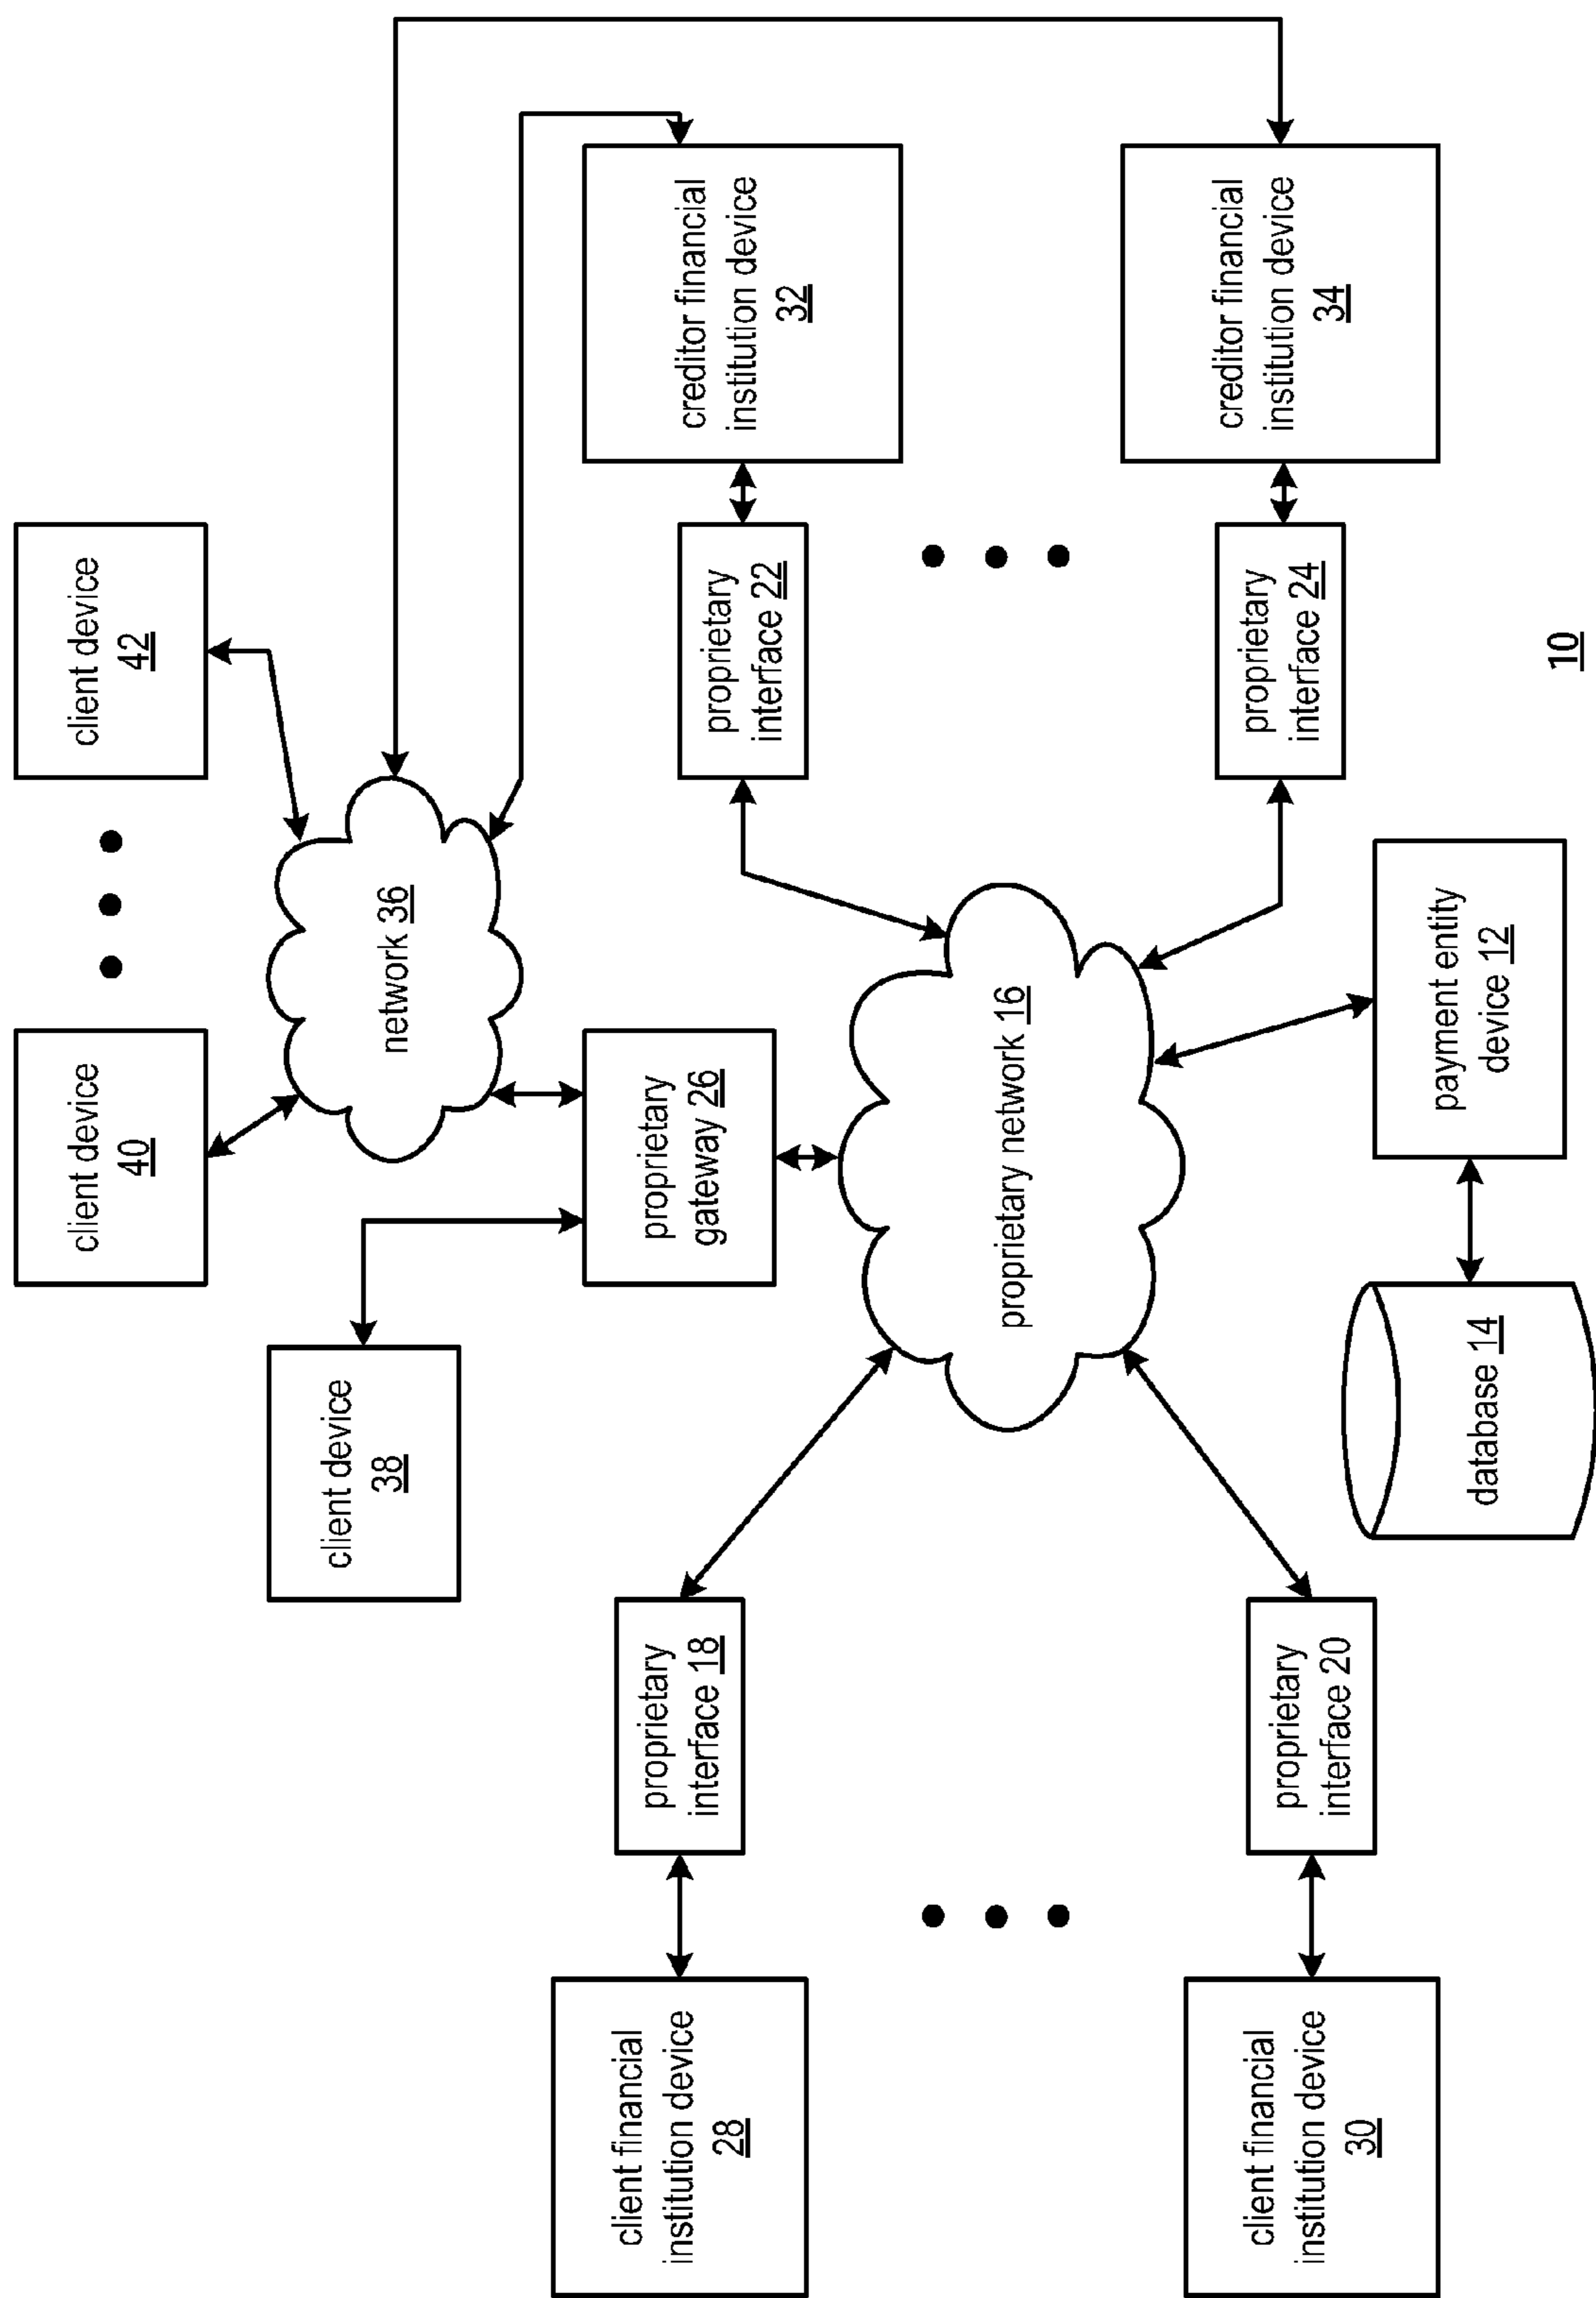 client device
40
client device
42
client device
38
network 36
client financial
institution device
28
proprietary
interface 18
proprietary
gateway 26
proprietary
interface 22
creditor financial
institution device
32
proprietary network 16
client financial
institution device
30
proprietary
interface 20
proprietary
interface 24
creditor financial
institution device
34
database 14
payment entity
device 12
10